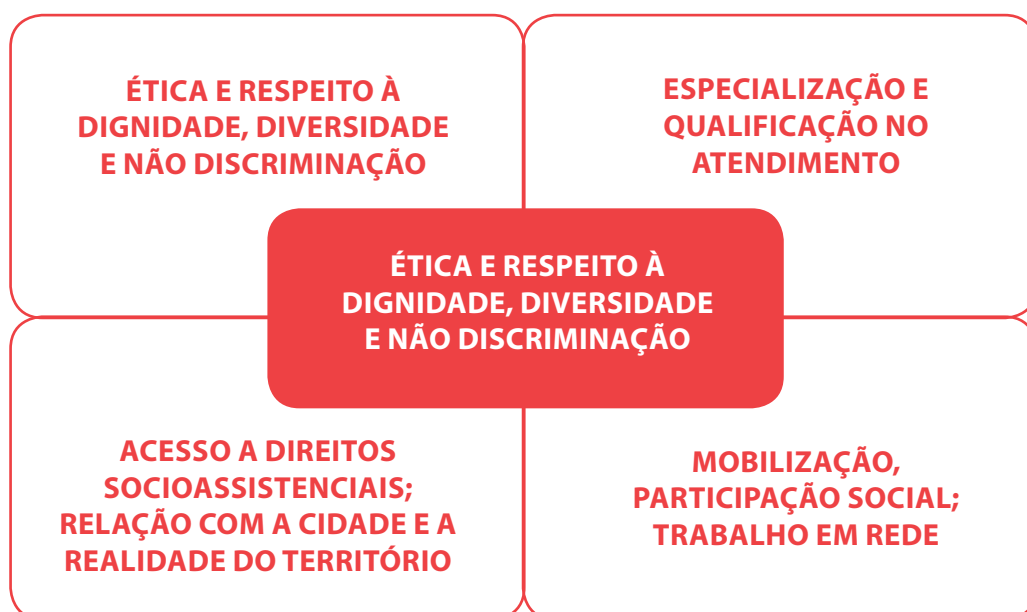 ÉTICA E RESPEITO À
DIGNIDADE, DIVERSIDADE
E NÃO DISCRIMINAÇÃO
ESPECIALIZAÇÃO E
QUALIFICAÇÃO NO
ATENDIMENTO
ÉTICA E RESPEITO À
DIGNIDADE, DIVERSIDADE
E NÃO DISCRIMINAÇÃO
ACESSO A DIREITOS
SOCIOASSISTENCIAIS;
RELAÇÃO COM A CIDADE E A
REALIDADE DO TERRITÓRIO
MOBILIZAÇÃO,
PARTICIPAÇÃO SOCIAL;
TRABALHO EM REDE